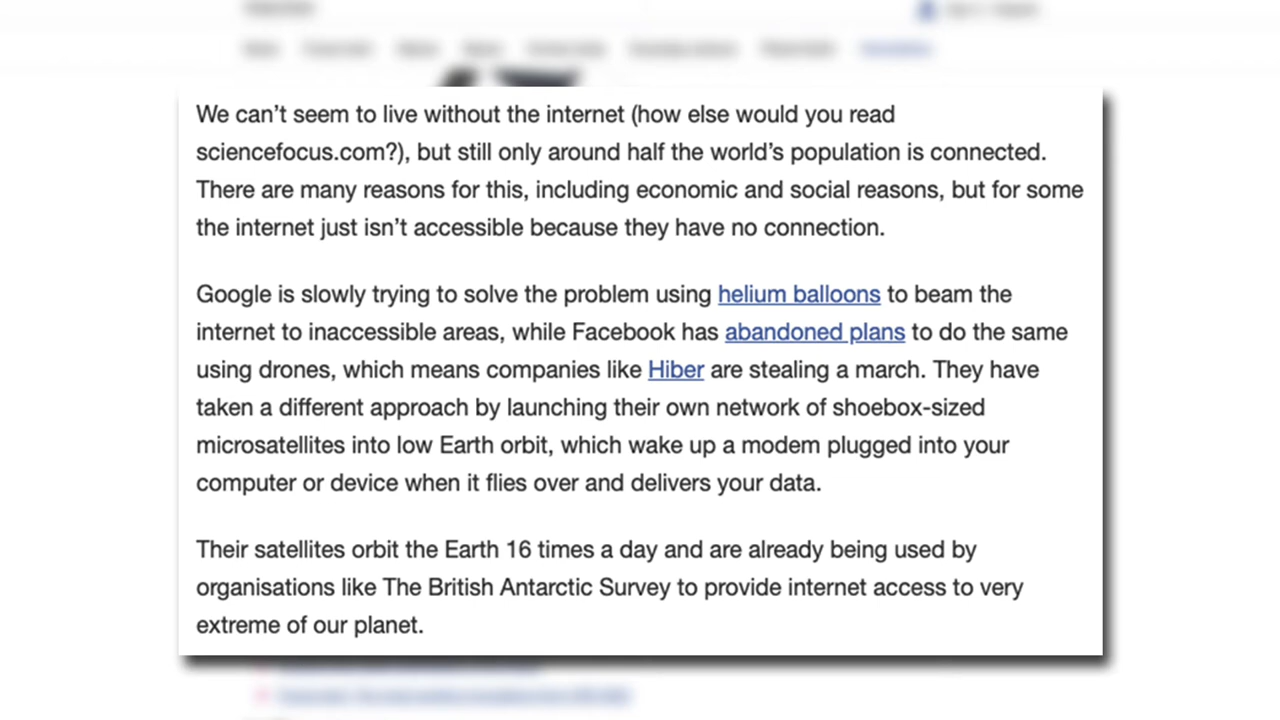 We can’t seem to live without the internet (how else would you read
sciencefocus.com?), but still only around half the world’s population is connected.
There are many reasons for this, including economic and social reasons, but for some
the internet just isn’t accessible because they have no connection.
Google is slowly trying to solve the problem using helium balloons to beam the
internet to inaccessible areas, while Facebook has abandoned plans to do the same
using drones, which means companies like Hiber are stealing a march. They have
taken a different approach by launching their own network of shoebox-sized
microsatellites into low Earth orbit, which wake up a modem plugged into your
computer or device when it flies over and delivers your data.
Their satellites orbit the Earth 16 times a day and are already being used by
organisations like The British Antarctic Survey to provide internet access to very
extreme of our planet.